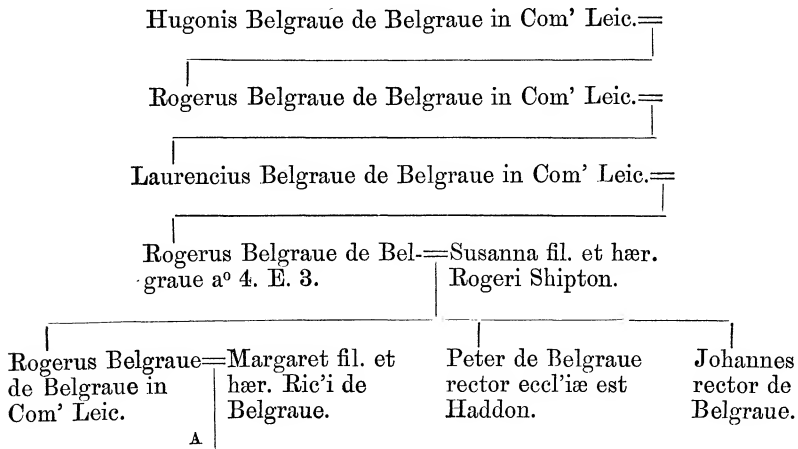 Hugonis Belgraue de Belgraue in Com' Leic.=
Rogerus Belgraue de Belgraue in Com' Leic.=
Laurencius Belgraue de Belgraue in Com' Leic.=
Rogerus Belgraue de Bel-=Susanna fil. et hær.
graue aº 4. E. 3. Rogeri Shipton.
Rogerus Belgraue=Margaret fil. et
de Belgraue in hær. Ric'i de
Com' Leic. Belgraue.
Peter de Belgraue
rector eccl'iæ est
Haddon.
Johannes
rector de
Belgraue.
A